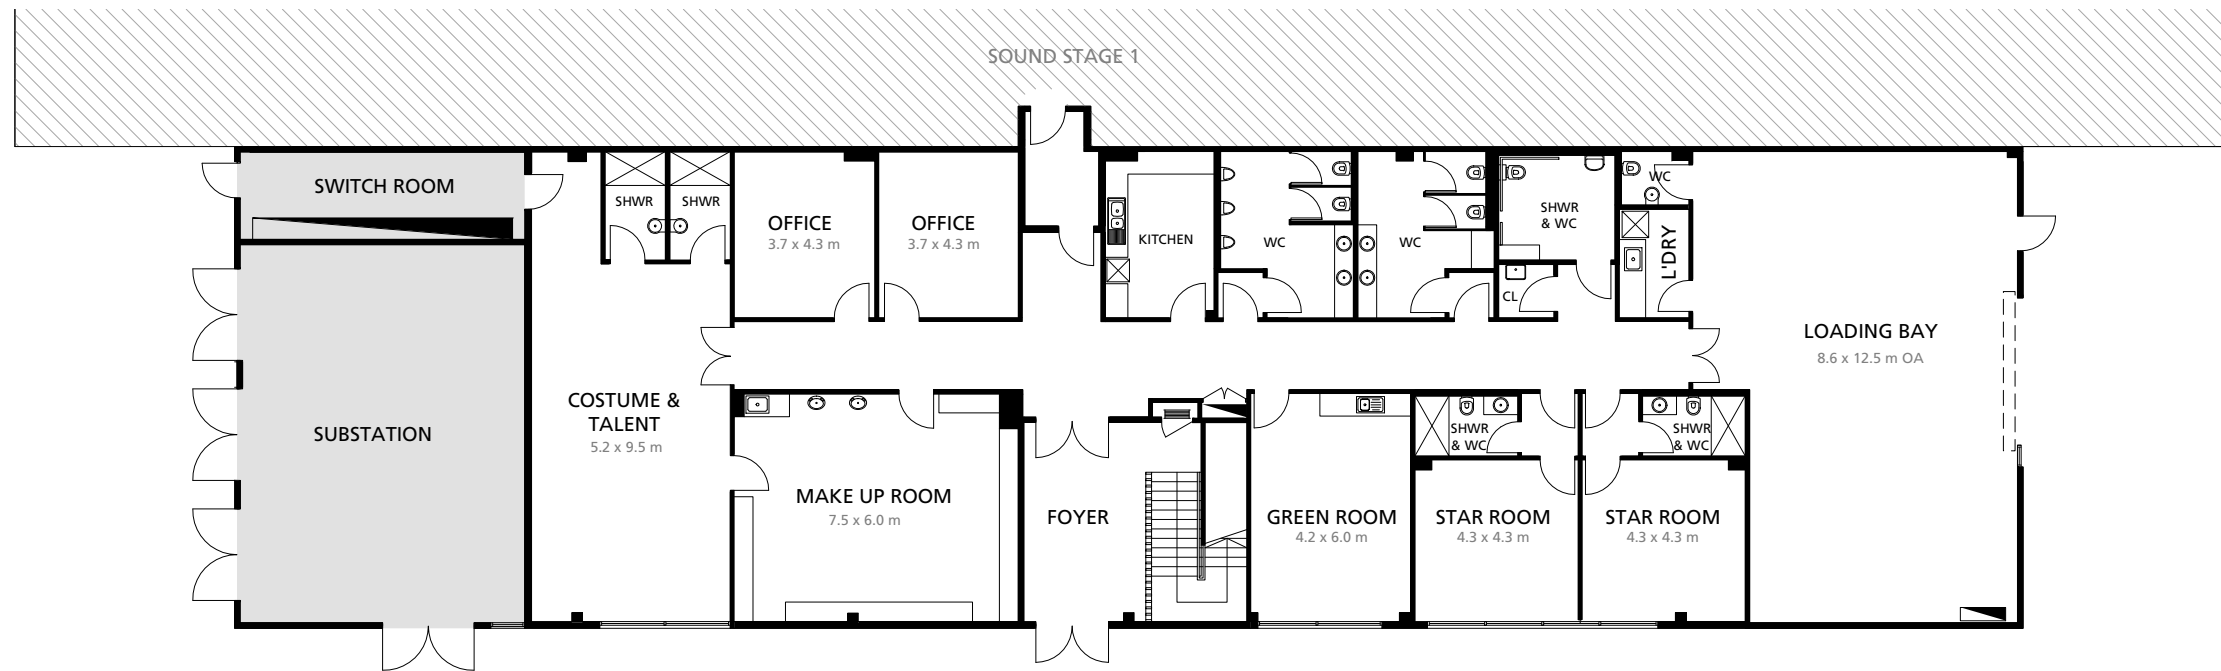 SOUND STAGE 1
SWITCH ROOM
SHWR
SHWR
OFFICE
3.7 x 4.3 m
OFFICE
3.7 x 4.3 m
KITCHEN
WC
WC
SHWR
& WC
WC
L'DRY
CL
LOADING BAY
8.6 x 12.5 m OA
SUBSTATION
COSTUME &
TALENT
5.2 x 9.5 m
MAKE UP ROOM
7.5 x 6.0 m
FOYER
GREEN ROOM
4.2 x 6.0 m
SHWR
& WC
STAR ROOM
4.3 x 4.3 m
SHWR
& WC
STAR ROOM
4.3 x 4.3 m